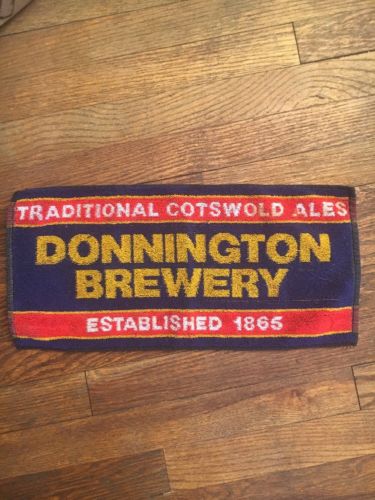 TRADITIONAL COTSWOLD ALES
DONNINGTON
BREWERY
ESTABLISHED 1865